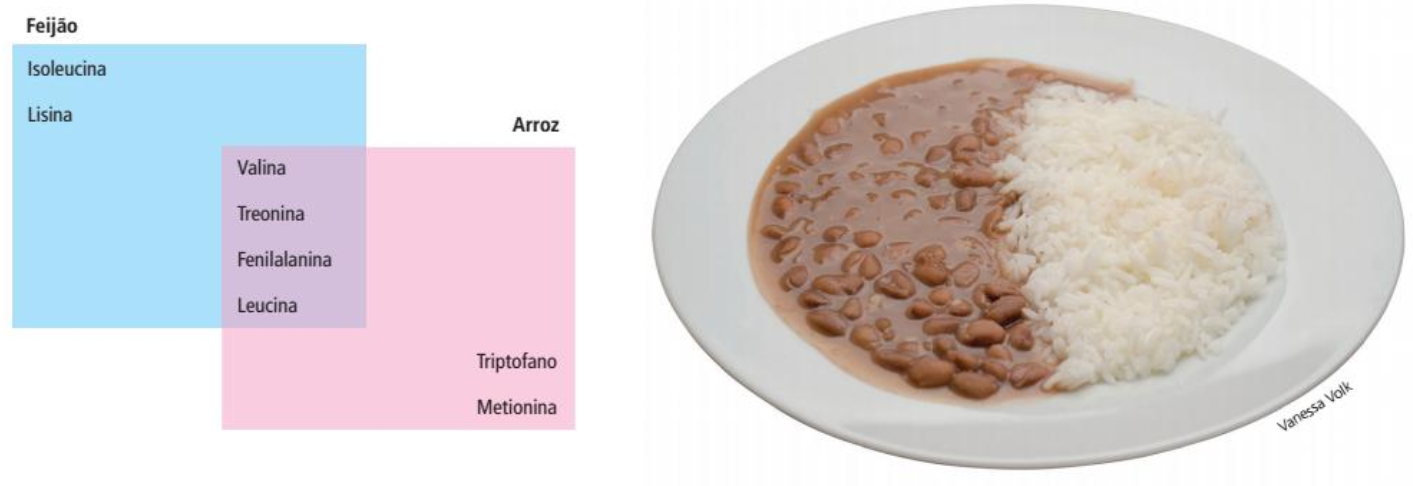 Feijão
Isoleucina
Lisina
Arroz
Valina
Treonina
Fenilalanina
Leucina
Triptofano
Metionina
Vanessa Volk